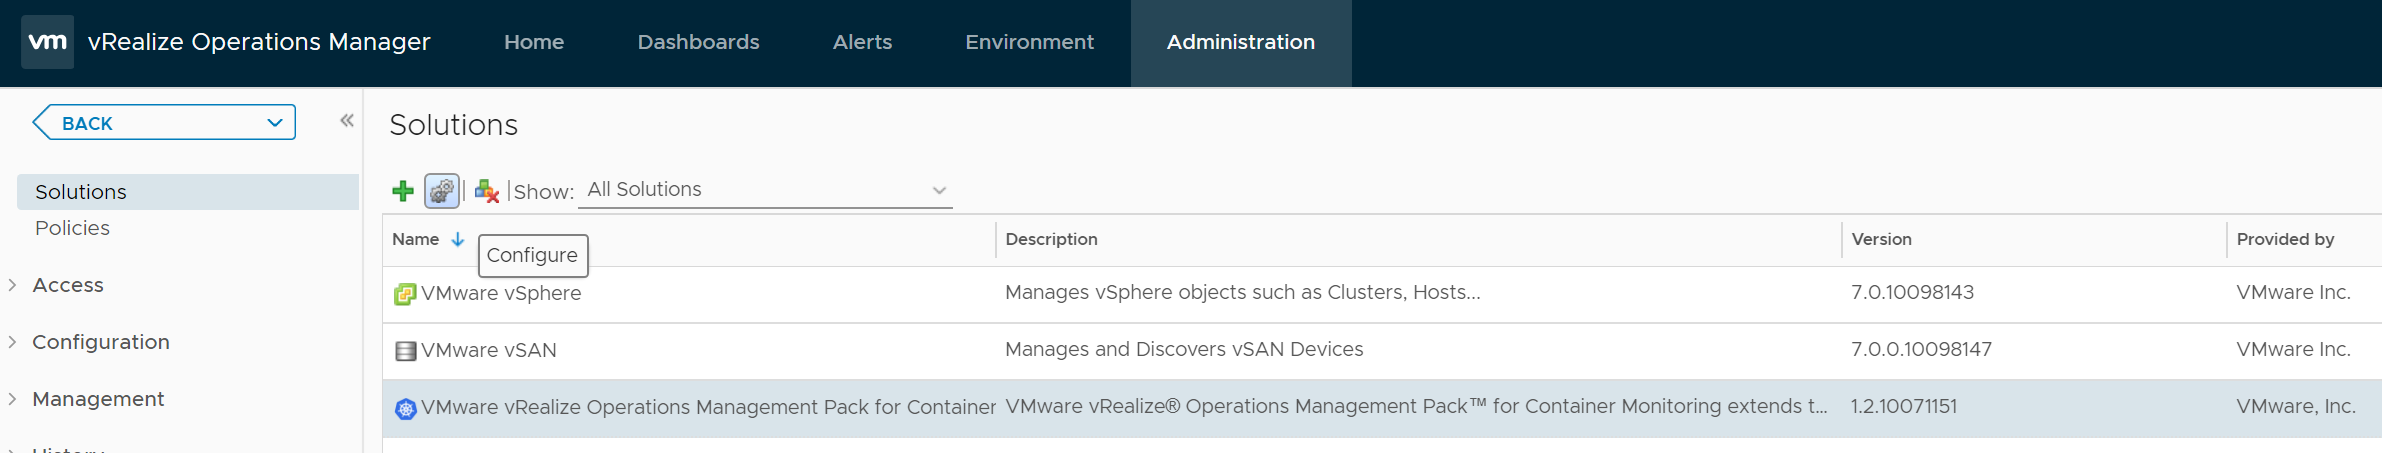 vm vRealize Operations Manager Home Dashboards Alerts Environment Administration
BACK
Solutions
Policies
Access
Configuration
Management
History
Solutions
Show: All Solutions
Name Description Version Provided by
Configure
VMware vSphere Manages vSphere objects such as Clusters, Hosts... 7.0.10098143 VMware Inc.
VMware vSAN Manages and Discovers vSAN Devices 7.0.0.10098147 VMware Inc.
VMware vRealize Operations Management Pack for Container VMware vRealize® Operations Management Pack™ for Container Monitoring extends t... 1.2.10071151 VMware, Inc.